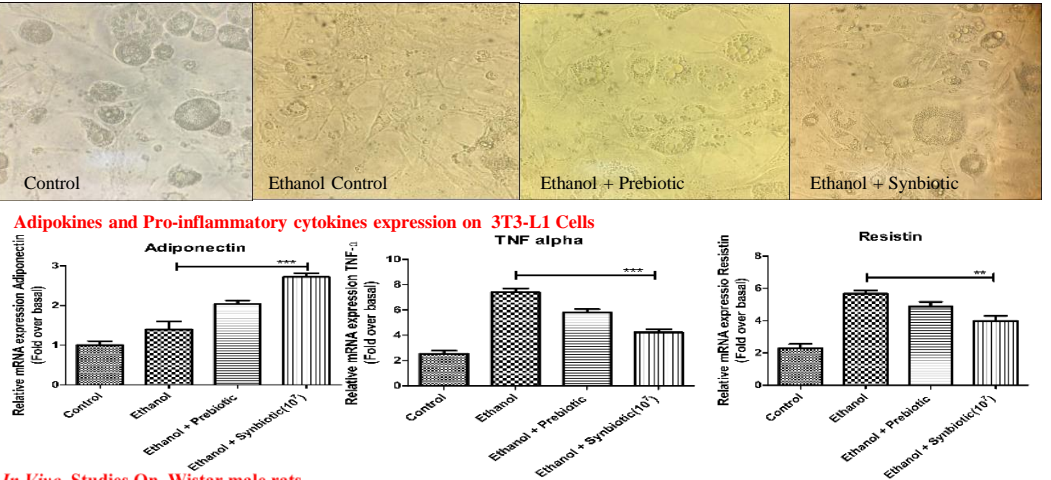 Control
Ethanol Control
Ethanol + Prebiotic
Ethanol + Synbiotic
Adipokines and Pro-inflammatory cytokines expression on 3T3-L1 Cells
Adiponectin
Relative mRNA expression Adiponectin
(Fold over basal)
3
2
1
0
***
Control
Ethanol
Ethanol + Prebiotic
Ethanol + Synbiotic(10⁷)
TNF alpha
Relative mRNA expression TNF-α
(Fold over basal)
10
8
6
4
2
0
***
Control
Ethanol
Ethanol + Prebiotic
Ethanol + Synbiotic(10⁷)
Resistin
Relative mRNA expressio Resistin
(Fold over basal)
8
6
4
2
0
**
Control
Ethanol
Ethanol + Prebiotic
Ethanol + Synbiotic(10⁷)
In Vivo Studies On Wistar male rats